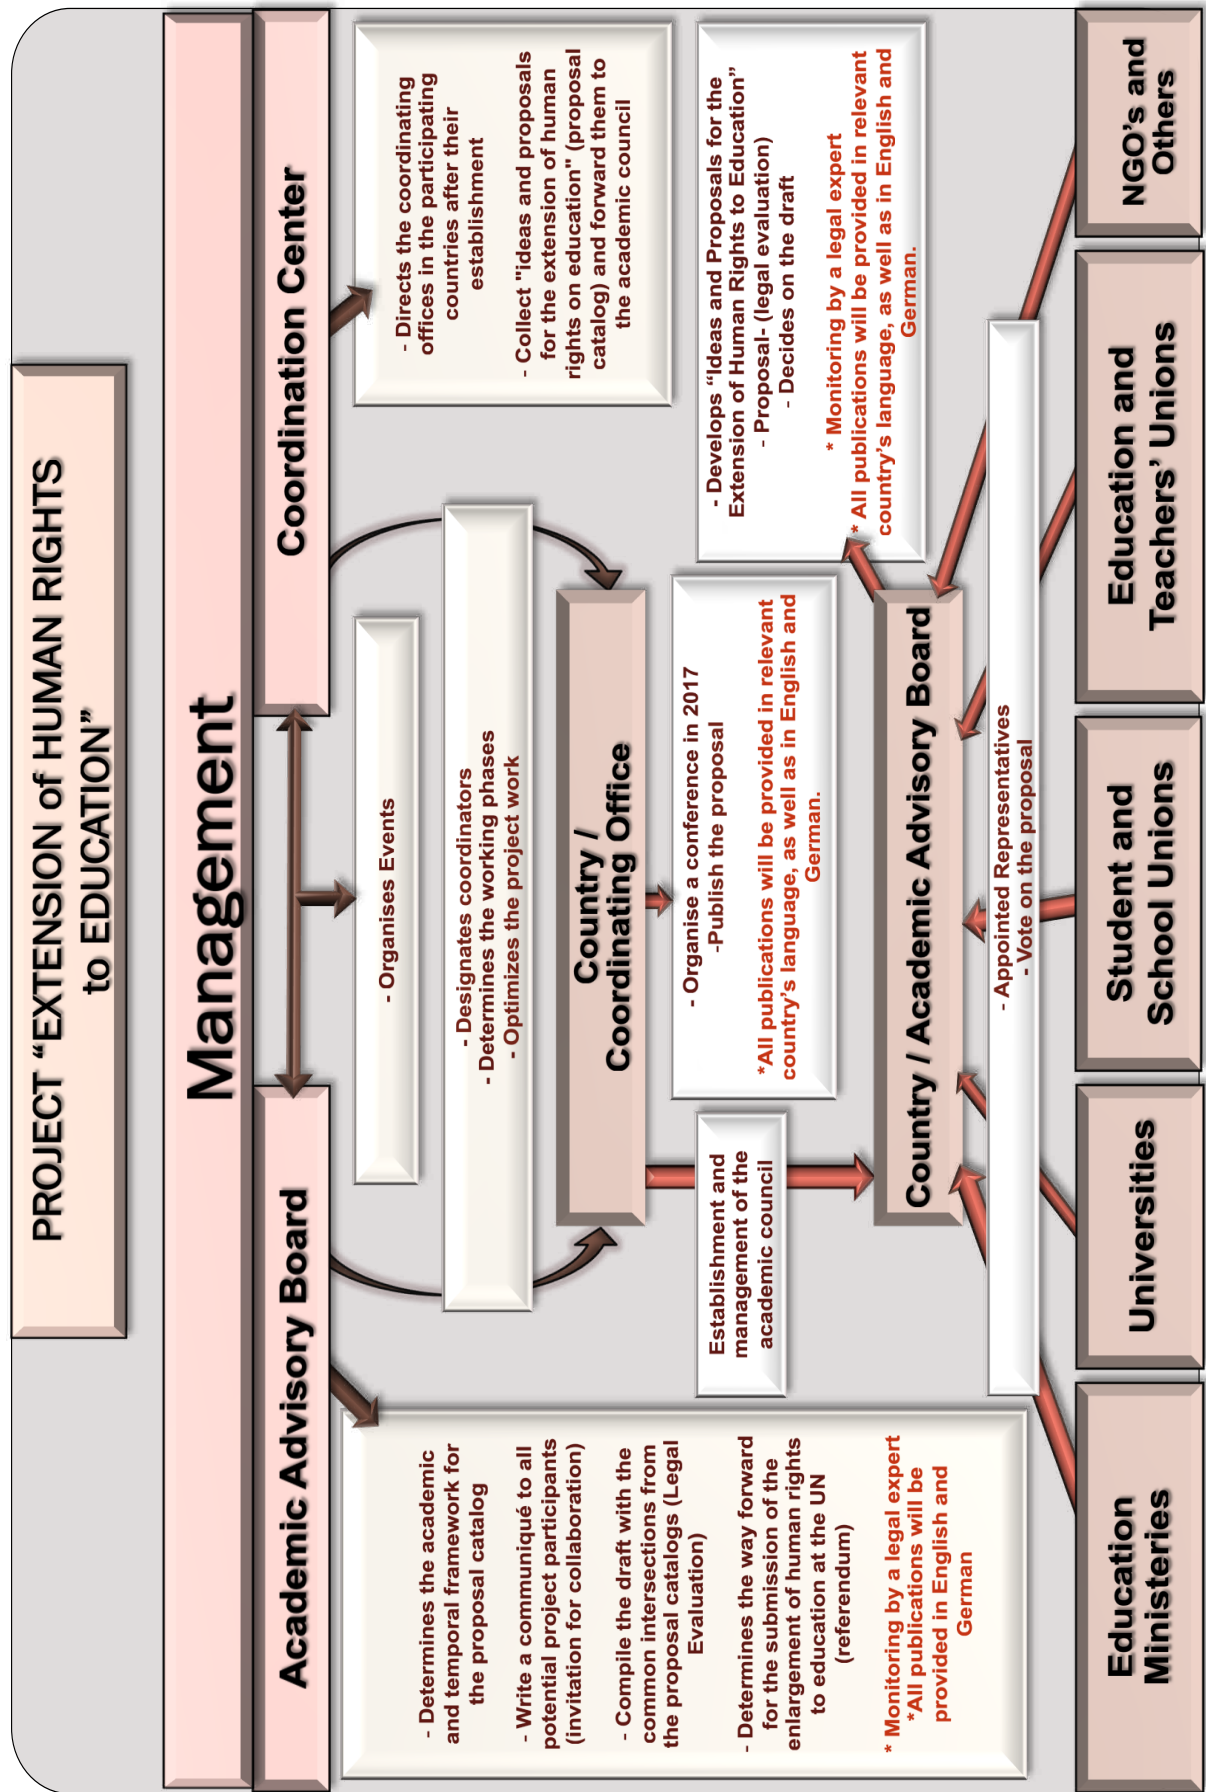 PROJECT “EXTENSION of HUMAN RIGHTS
to EDUCATION”
Management
Academic Advisory Board
Coordination Center
- Determines the academic
and temporal framework for
the proposal catalog
- Write a communiqué to all
potential project participants
(invitation for collaboration)
- Compile the draft with the
common intersections from
the proposal catalogs (Legal
Evaluation)
- Determines the way forward
for the submission of the
enlargement of human rights
to education at the UN
(referendum)
* Monitoring by a legal expert
*All publications will be
provided in English and
German
- Organises Events
- Directs the coordinating
offices in the participating
countries after their
establishment
- Collect "ideas and proposals
for the extension of human
rights on education" (proposal
catalog) and forward them to
the academic council
- Designates coordinators
- Determines the working phases
- Optimizes the project work
Country /
Coordinating Office
Establishment and
management of the
academic council
- Organise a conference in 2017
-Publish the proposal
*All publications will be provided in relevant
country’s language, as well as in English and
German.
- Develops “Ideas and Proposals for the
Extension of Human Rights to Education”
- Proposal- (legal evaluation)
- Decides on the draft
* Monitoring by a legal expert
* All publications will be provided in relevant
country’s language, as well as in English and
German.
Country / Academic Advisory Board
- Appointed Representatives
- Vote on the proposal
Education
Ministeries
Universities
Student and
School Unions
Education and
Teachers’ Unions
NGO’s and
Others